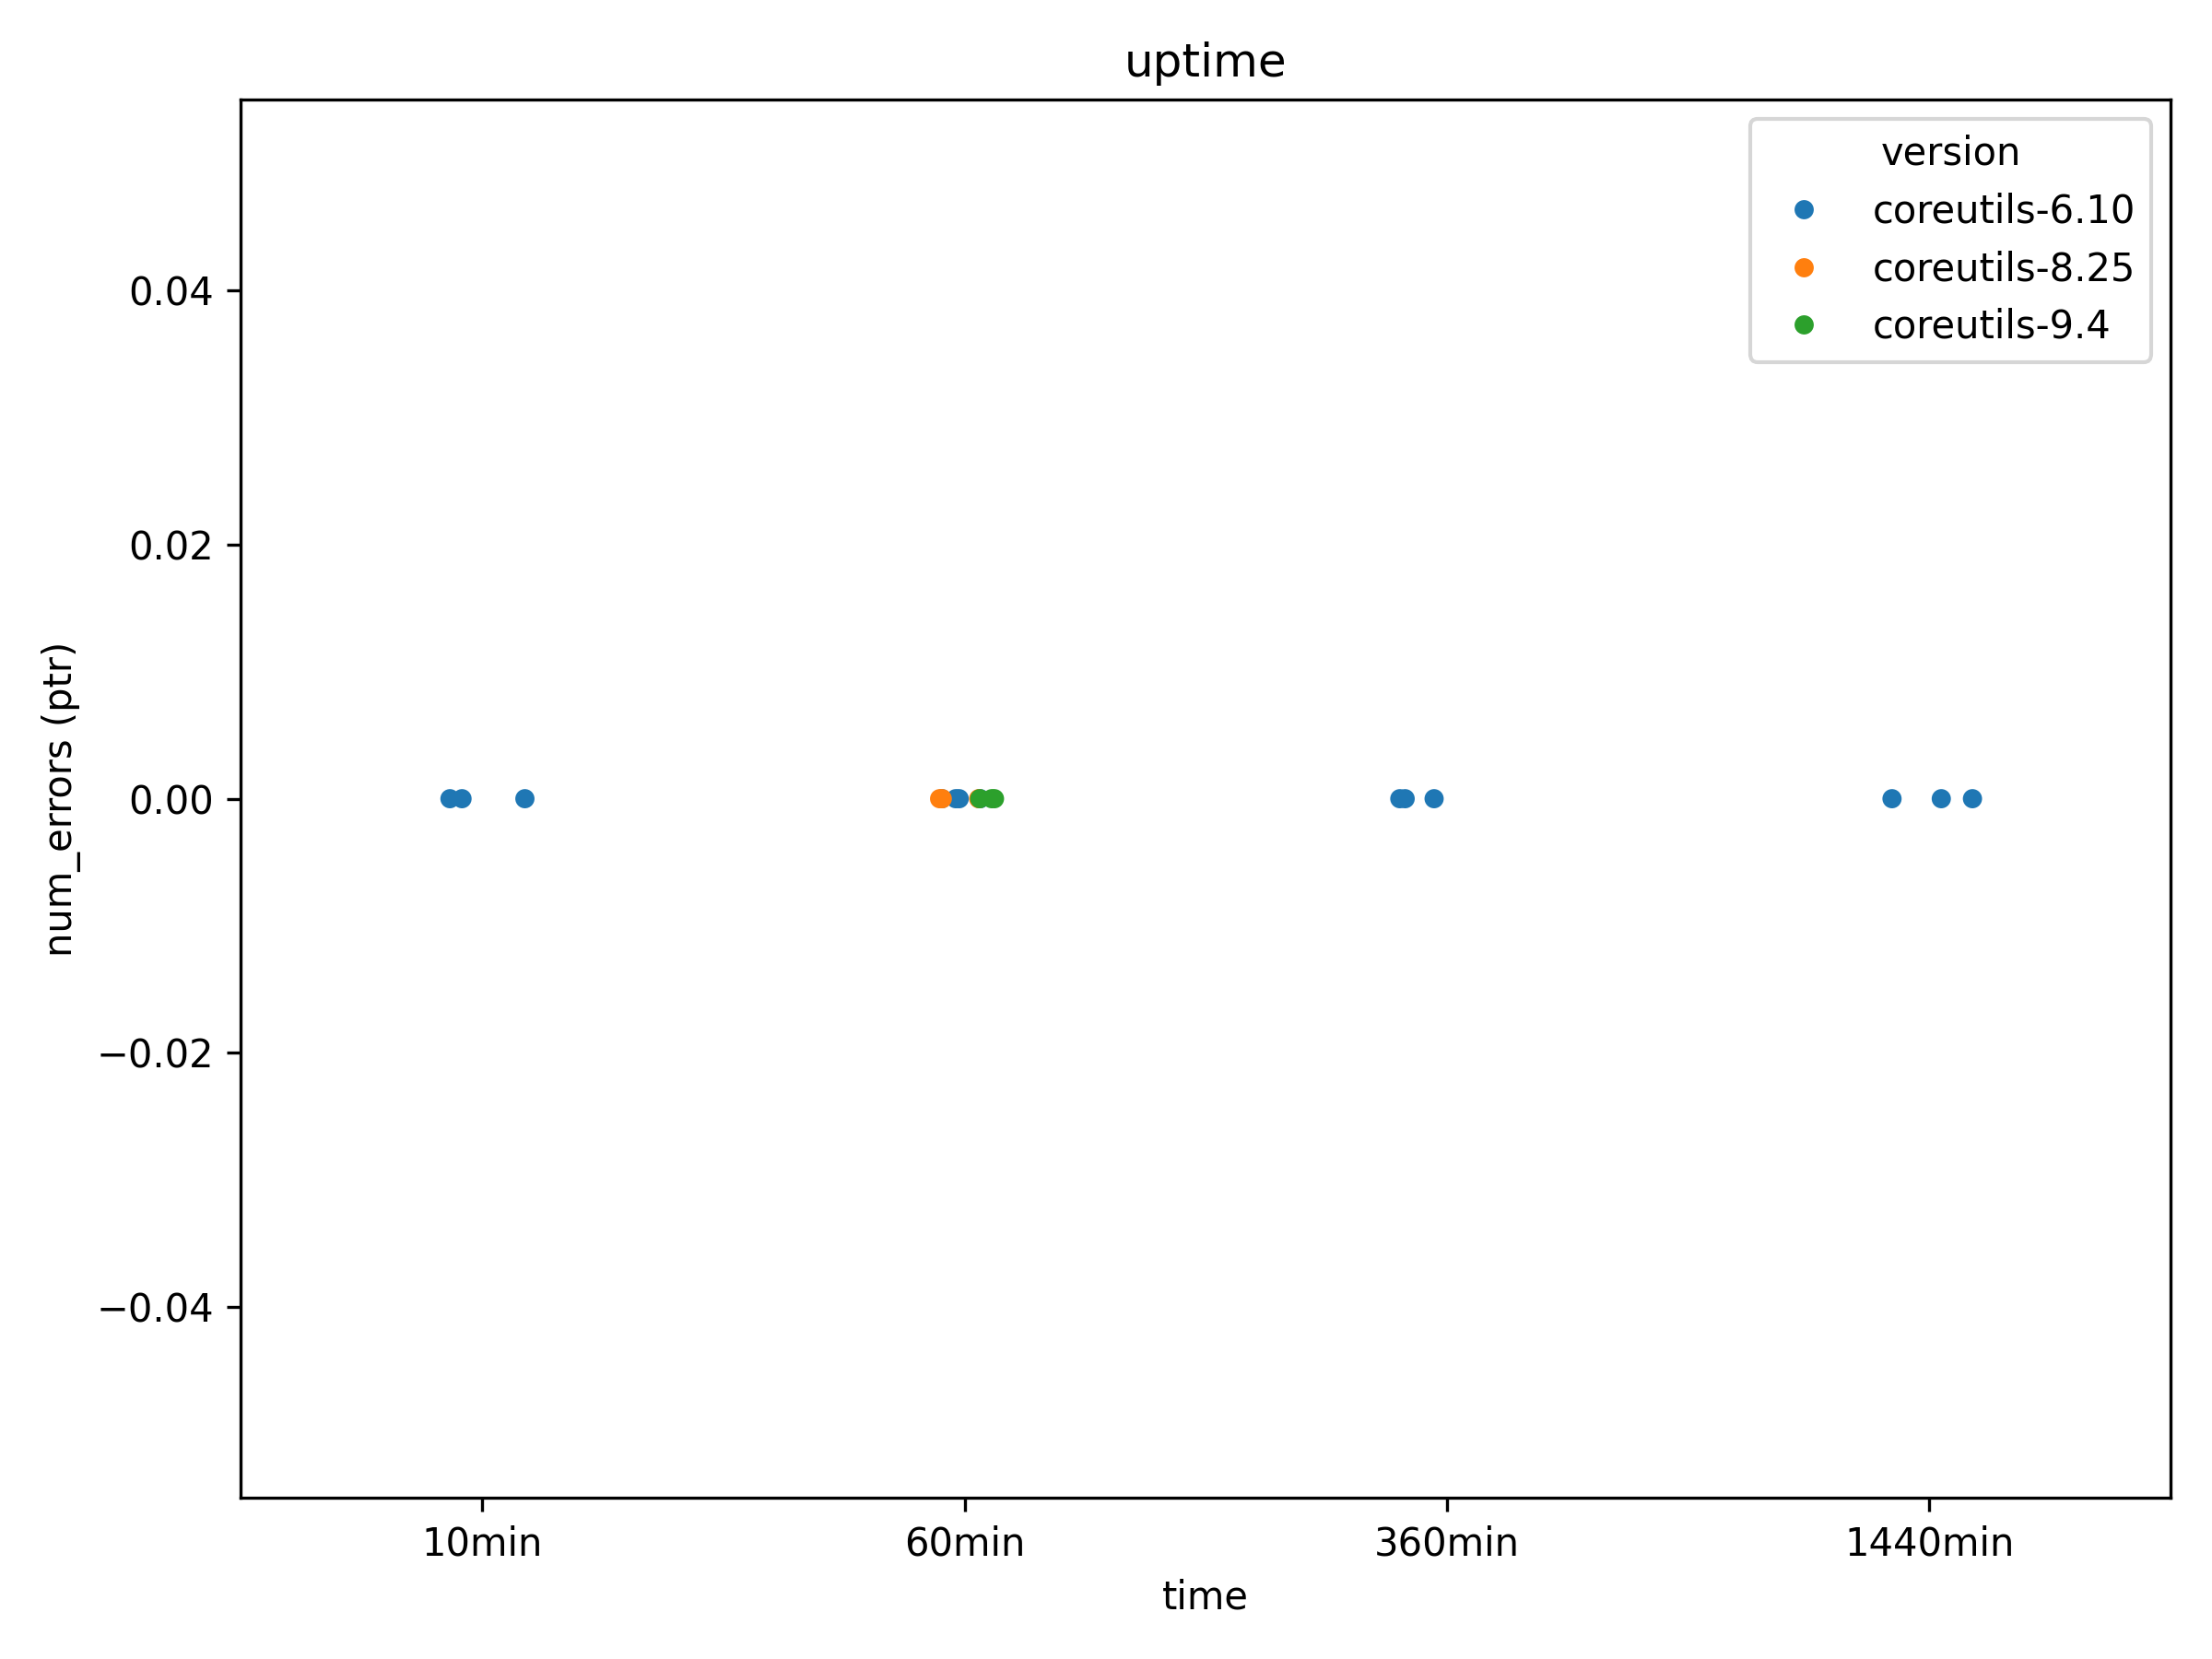 uptime
version
coreutils-6.10
coreutils-8.25
coreutils-9.4
num_errors (ptr)
0.04
0.02
0.00
−0.02
−0.04
10min 60min 360min 1440min
time